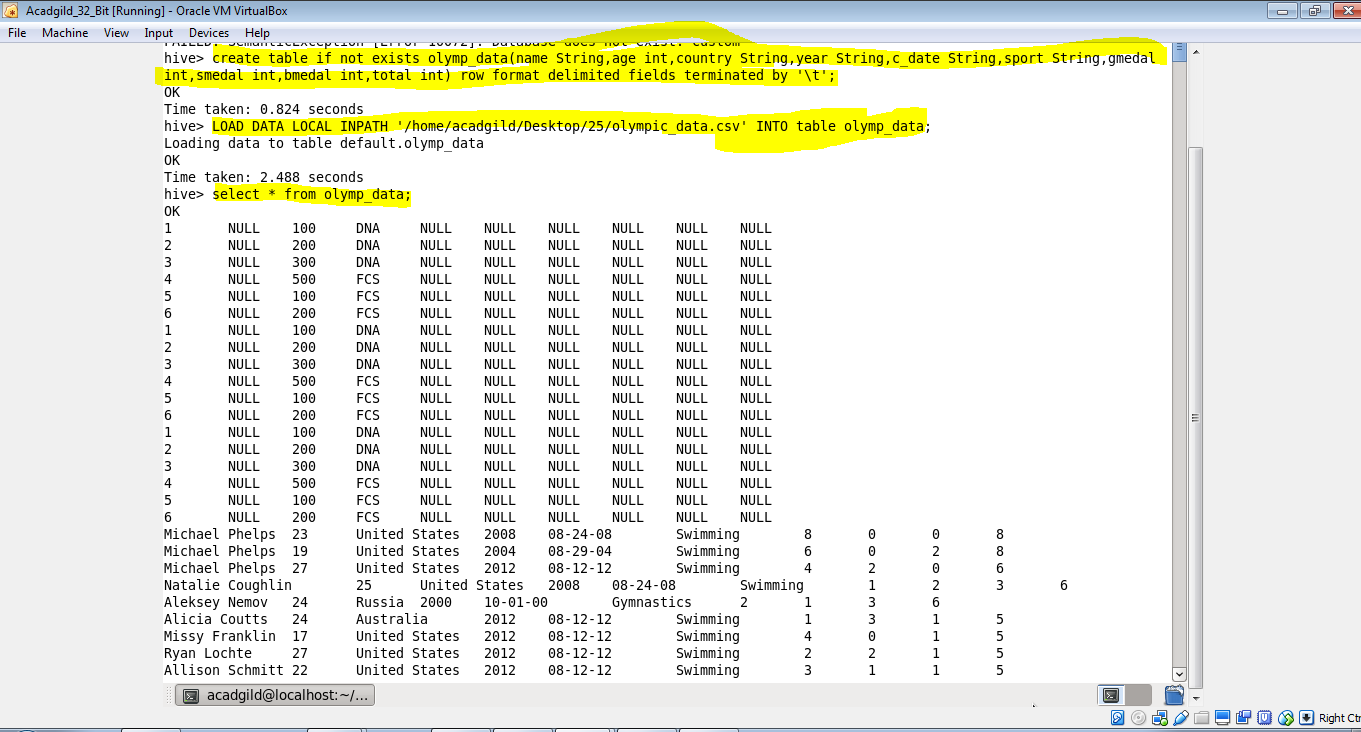 Acadgild_32_Bit [Running] - Oracle VM VirtualBox
File Machine View Input Devices Help
FAILED: SemanticException [Error 10072]: Database does not exist: custom
hive> create table if not exists olymp_data(name String,age int,country String,year String,c_date String,sport String,gmedal
int,smedal int,bmedal int,total int) row format delimited fields terminated by '\t';
OK
Time taken: 0.824 seconds
hive> LOAD DATA LOCAL INPATH '/home/acadgild/Desktop/25/olympic_data.csv' INTO table olymp_data;
Loading data to table default.olymp_data
OK
Time taken: 2.488 seconds
hive> select * from olymp_data;
OK
1 NULL 100 DNA NULL NULL NULL NULL NULL NULL
2 NULL 200 DNA NULL NULL NULL NULL NULL NULL
3 NULL 300 DNA NULL NULL NULL NULL NULL NULL
4 NULL 500 FCS NULL NULL NULL NULL NULL NULL
5 NULL 100 FCS NULL NULL NULL NULL NULL NULL
6 NULL 200 FCS NULL NULL NULL NULL NULL NULL
1 NULL 100 DNA NULL NULL NULL NULL NULL NULL
2 NULL 200 DNA NULL NULL NULL NULL NULL NULL
3 NULL 300 DNA NULL NULL NULL NULL NULL NULL
4 NULL 500 FCS NULL NULL NULL NULL NULL NULL
5 NULL 100 FCS NULL NULL NULL NULL NULL NULL
6 NULL 200 FCS NULL NULL NULL NULL NULL NULL
1 NULL 100 DNA NULL NULL NULL NULL NULL NULL
2 NULL 200 DNA NULL NULL NULL NULL NULL NULL
3 NULL 300 DNA NULL NULL NULL NULL NULL NULL
4 NULL 500 FCS NULL NULL NULL NULL NULL NULL
5 NULL 100 FCS NULL NULL NULL NULL NULL NULL
6 NULL 200 FCS NULL NULL NULL NULL NULL NULL
Michael Phelps 23 United States 2008 08-24-08 Swimming 8 0 0 8
Michael Phelps 19 United States 2004 08-29-04 Swimming 6 0 2 8
Michael Phelps 27 United States 2012 08-12-12 Swimming 4 2 0 6
Natalie Coughlin 25 United States 2008 08-24-08 Swimming 1 2 3 6
Aleksey Nemov 24 Russia 2000 10-01-00 Gymnastics 2 1 3 6
Alicia Coutts 24 Australia 2012 08-12-12 Swimming 1 3 1 5
Missy Franklin 17 United States 2012 08-12-12 Swimming 4 0 1 5
Ryan Lochte 27 United States 2012 08-12-12 Swimming 2 2 1 5
Allison Schmitt 22 United States 2012 08-12-12 Swimming 3 1 1 5
acadgild@localhost:~/...
Right Ctr